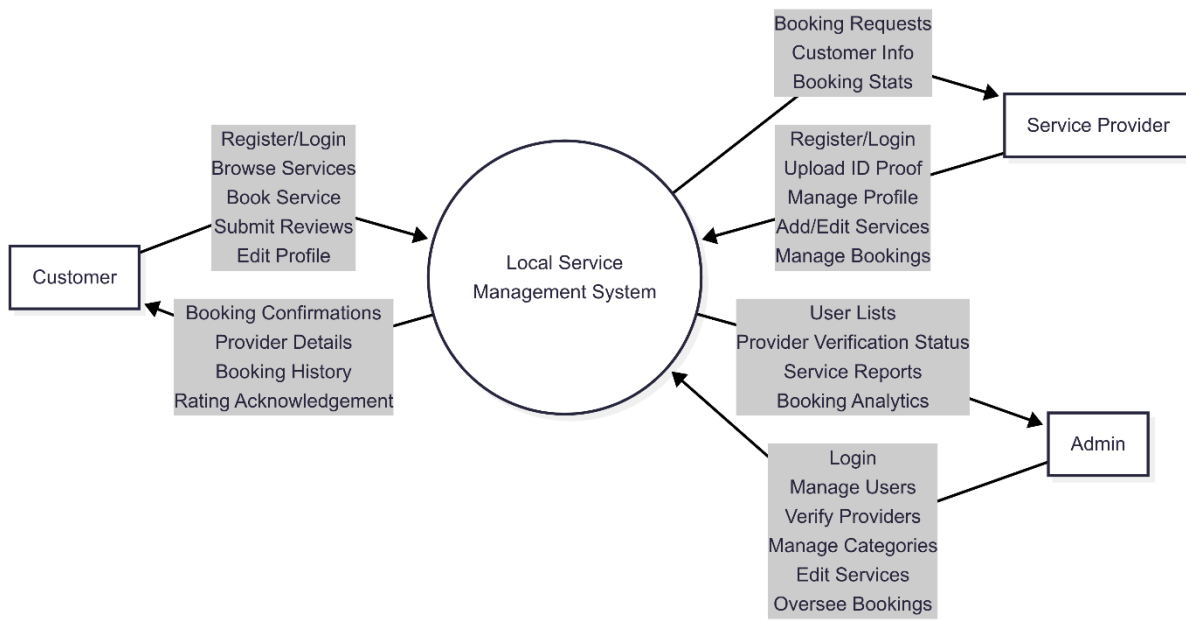 Booking Requests
Customer Info
Booking Stats
Service Provider
Register/Login
Browse Services
Book Service
Submit Reviews
Edit Profile
Register/Login
Upload ID Proof
Manage Profile
Add/Edit Services
Manage Bookings
Customer
Local Service
Management System
Booking Confirmations
Provider Details
Booking History
Rating Acknowledgement
User Lists
Provider Verification Status
Service Reports
Booking Analytics
Admin
Login
Manage Users
Verify Providers
Manage Categories
Edit Services
Oversee Bookings